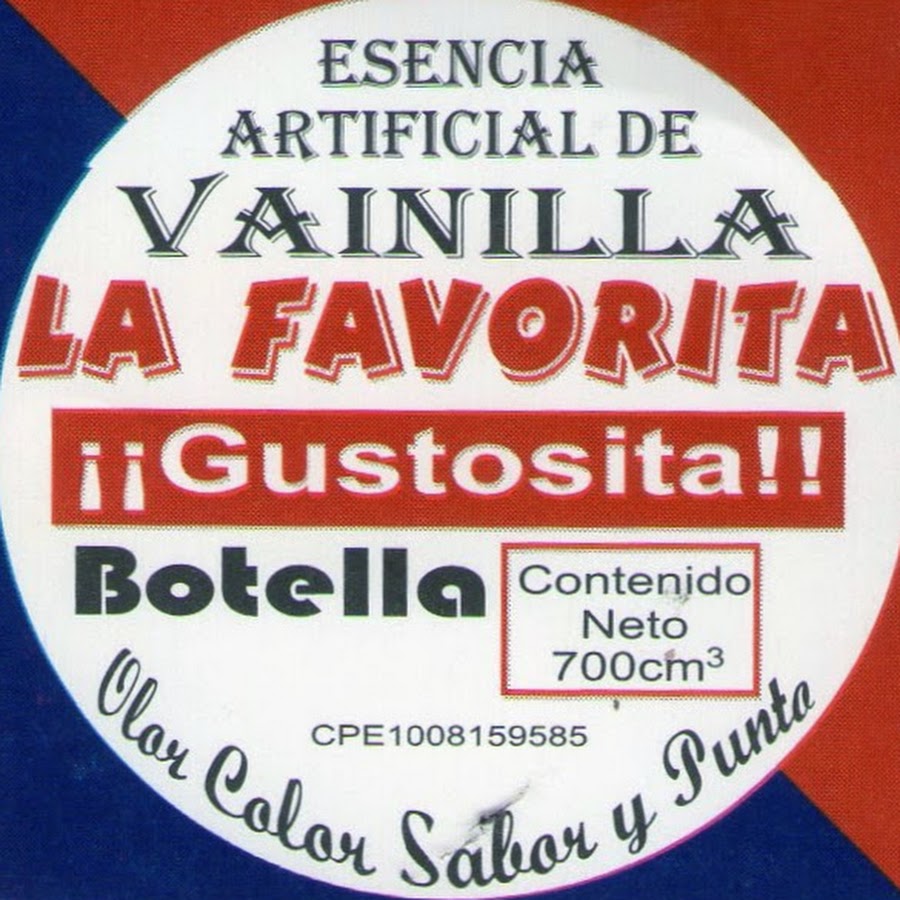 ESENCIA
ARTIFICIAL DE
VAINILLA
LA FAVORITA
¡¡Gustosita!!
Botella
Contenido
Neto
700cm³
CPE1008159585
Olor Color Sabor y Punto